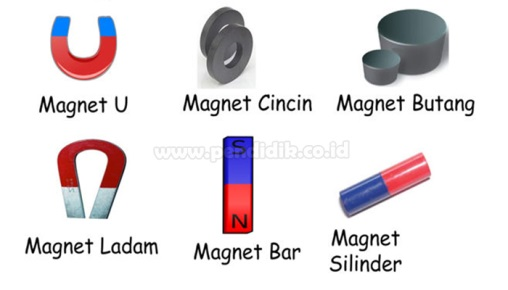 Magnet U
Magnet Cincin
Magnet Butang
www.pendidik.co.id
S
N
Magnet Ladam
Magnet Bar
Magnet
Silinder